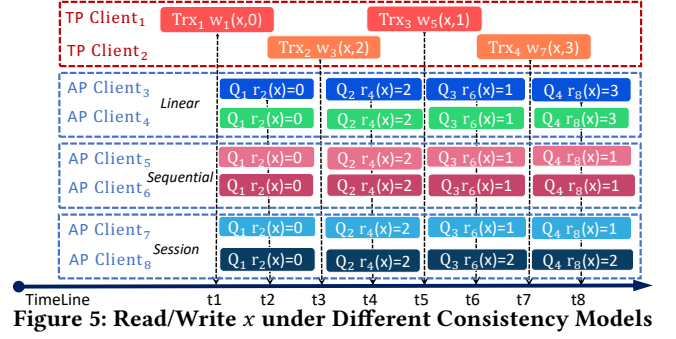 TP Client₁ Trx₁ w₁(x,0) Trx₃ w₅(x,1)
TP Client₂ Trx₂ w₃(x,2) Trx₄ w₇(x,3)
AP Client₃ Q₁ r₂(x)=0 Q₂ r₄(x)=2 Q₃ r₆(x)=1 Q₄ r₈(x)=3
Linear
AP Client₄ Q₁ r₂(x)=0 Q₂ r₄(x)=2 Q₃ r₆(x)=1 Q₄ r₈(x)=3
AP Client₅ Q₁ r₂(x)=0 Q₂ r₄(x)=2 Q₃ r₆(x)=1 Q₄ r₈(x)=1
Sequential
AP Client₆ Q₁ r₂(x)=0 Q₂ r₄(x)=2 Q₃r₆(x)=1 Q₄ r₈(x)=1
AP Client₇ Q₁ r₂(x)=0 Q₂ r₄(x)=2 Q₃ r₆(x)=1 Q₄ r₈(x)=1
Session
AP Client₈ Q₁ r₂(x)=0 Q₂ r₄(x)=2 Q₃ r₆(x)=2 Q₄ r₈(x)=2
TimeLine t1 t2 t3 t4 t5 t6 t7 t8
Figure 5: Read/Write x under Different Consistency Models